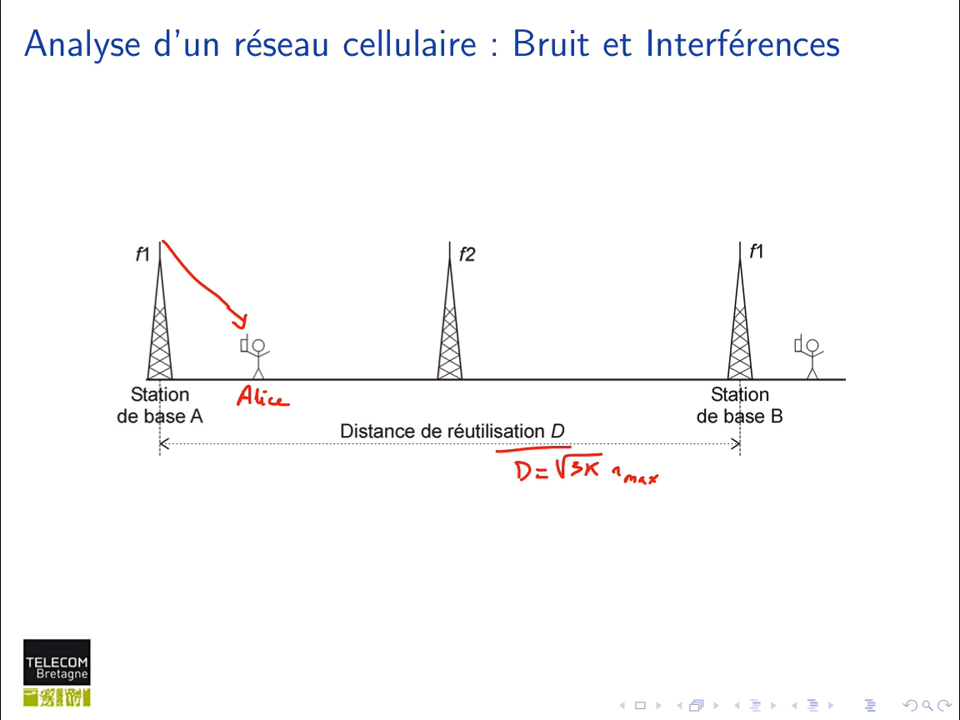 Analyse d'un réseau cellulaire : Bruit et Interférences
f1
f2
f1
Alice
Station
de base A
Station
de base B
Distance de réutilisation D
D = √3K r max
TELECOM
Bretagne